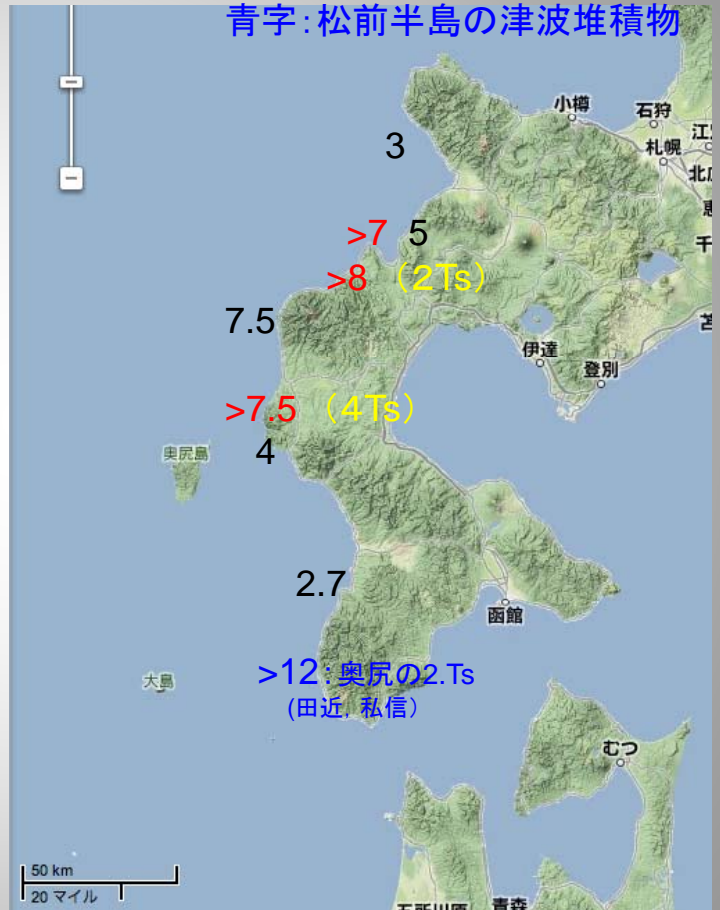 青字：松前半島の津波堆積物
小樽
石狩
札幌
3
>7 5
千
>8 （2Ts）
7.5
伊達
登別
>7.5 （4Ts）
奥尻島
4
2.7
函館
大島
>12：奥尻の2.Ts
(田近, 私信）
むつ
50 km
20 マイル
青森